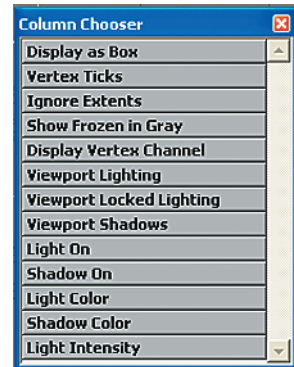 Column Chooser
Display as Box
Vertex Ticks
Ignore Extents
Show Frozen in Gray
Display Vertex Channel
Viewport Lighting
Viewport Locked Lighting
Viewport Shadows
Light On
Shadow On
Light Color
Shadow Color
Light Intensity